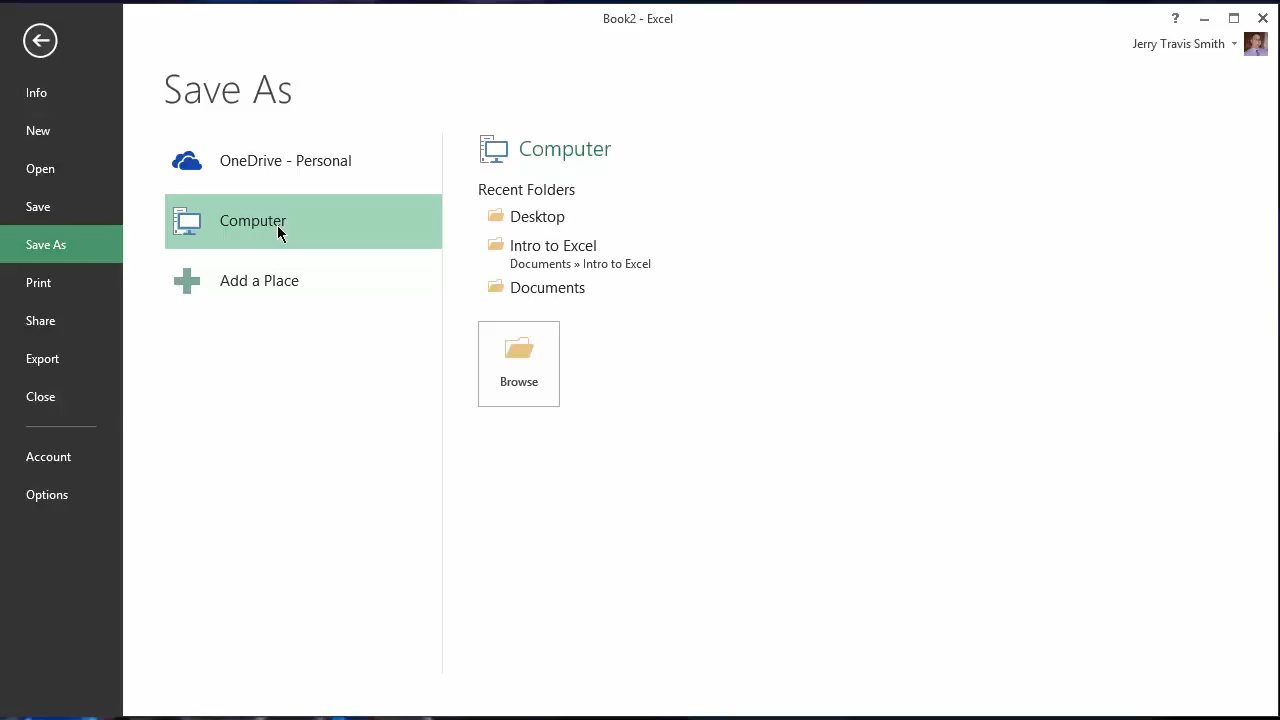 Book2 - Excel
?
Jerry Travis Smith
Info
New
Open
Save
Save As
Print
Share
Export
Close
Account
Options
Save As
OneDrive - Personal
Computer
Add a Place
Computer
Recent Folders
Desktop
Intro to Excel
Documents » Intro to Excel
Documents
Browse